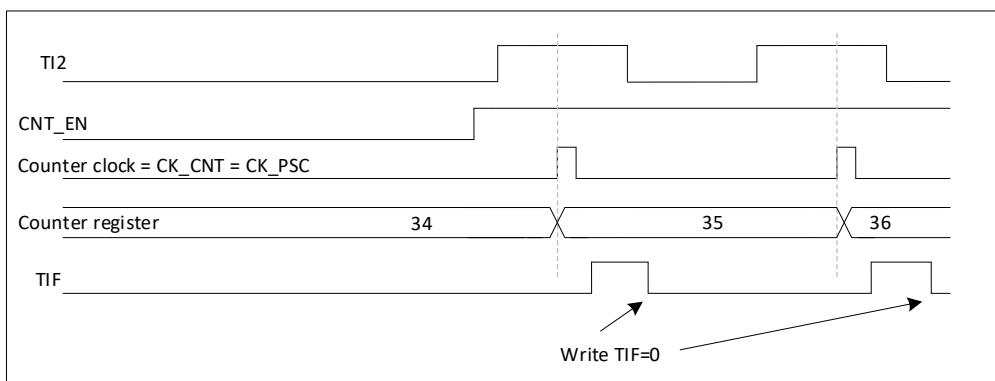 TI2
CNT_EN
Counter clock = CK_CNT = CK_PSC
Counter register 34 35 36
TIF
Write TIF=0